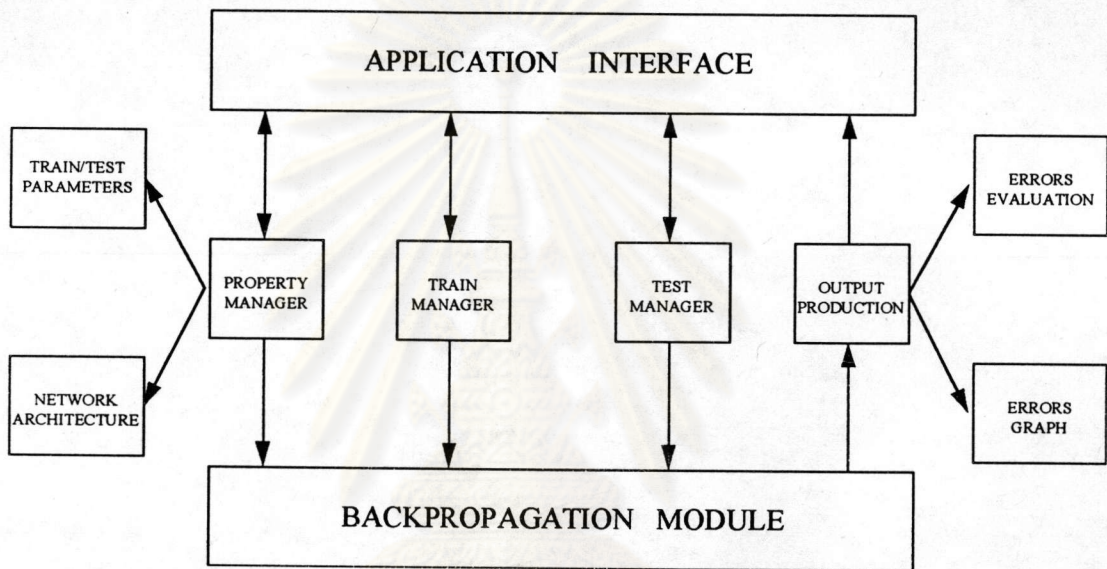 APPLICATION INTERFACE
TRAIN/TEST
PARAMETERS
ERRORS
EVALUATION
PROPERTY
MANAGER
TRAIN
MANAGER
TEST
MANAGER
OUTPUT
PRODUCTION
NETWORK
ARCHITECTURE
ERRORS
GRAPH
BACKPROPAGATION MODULE